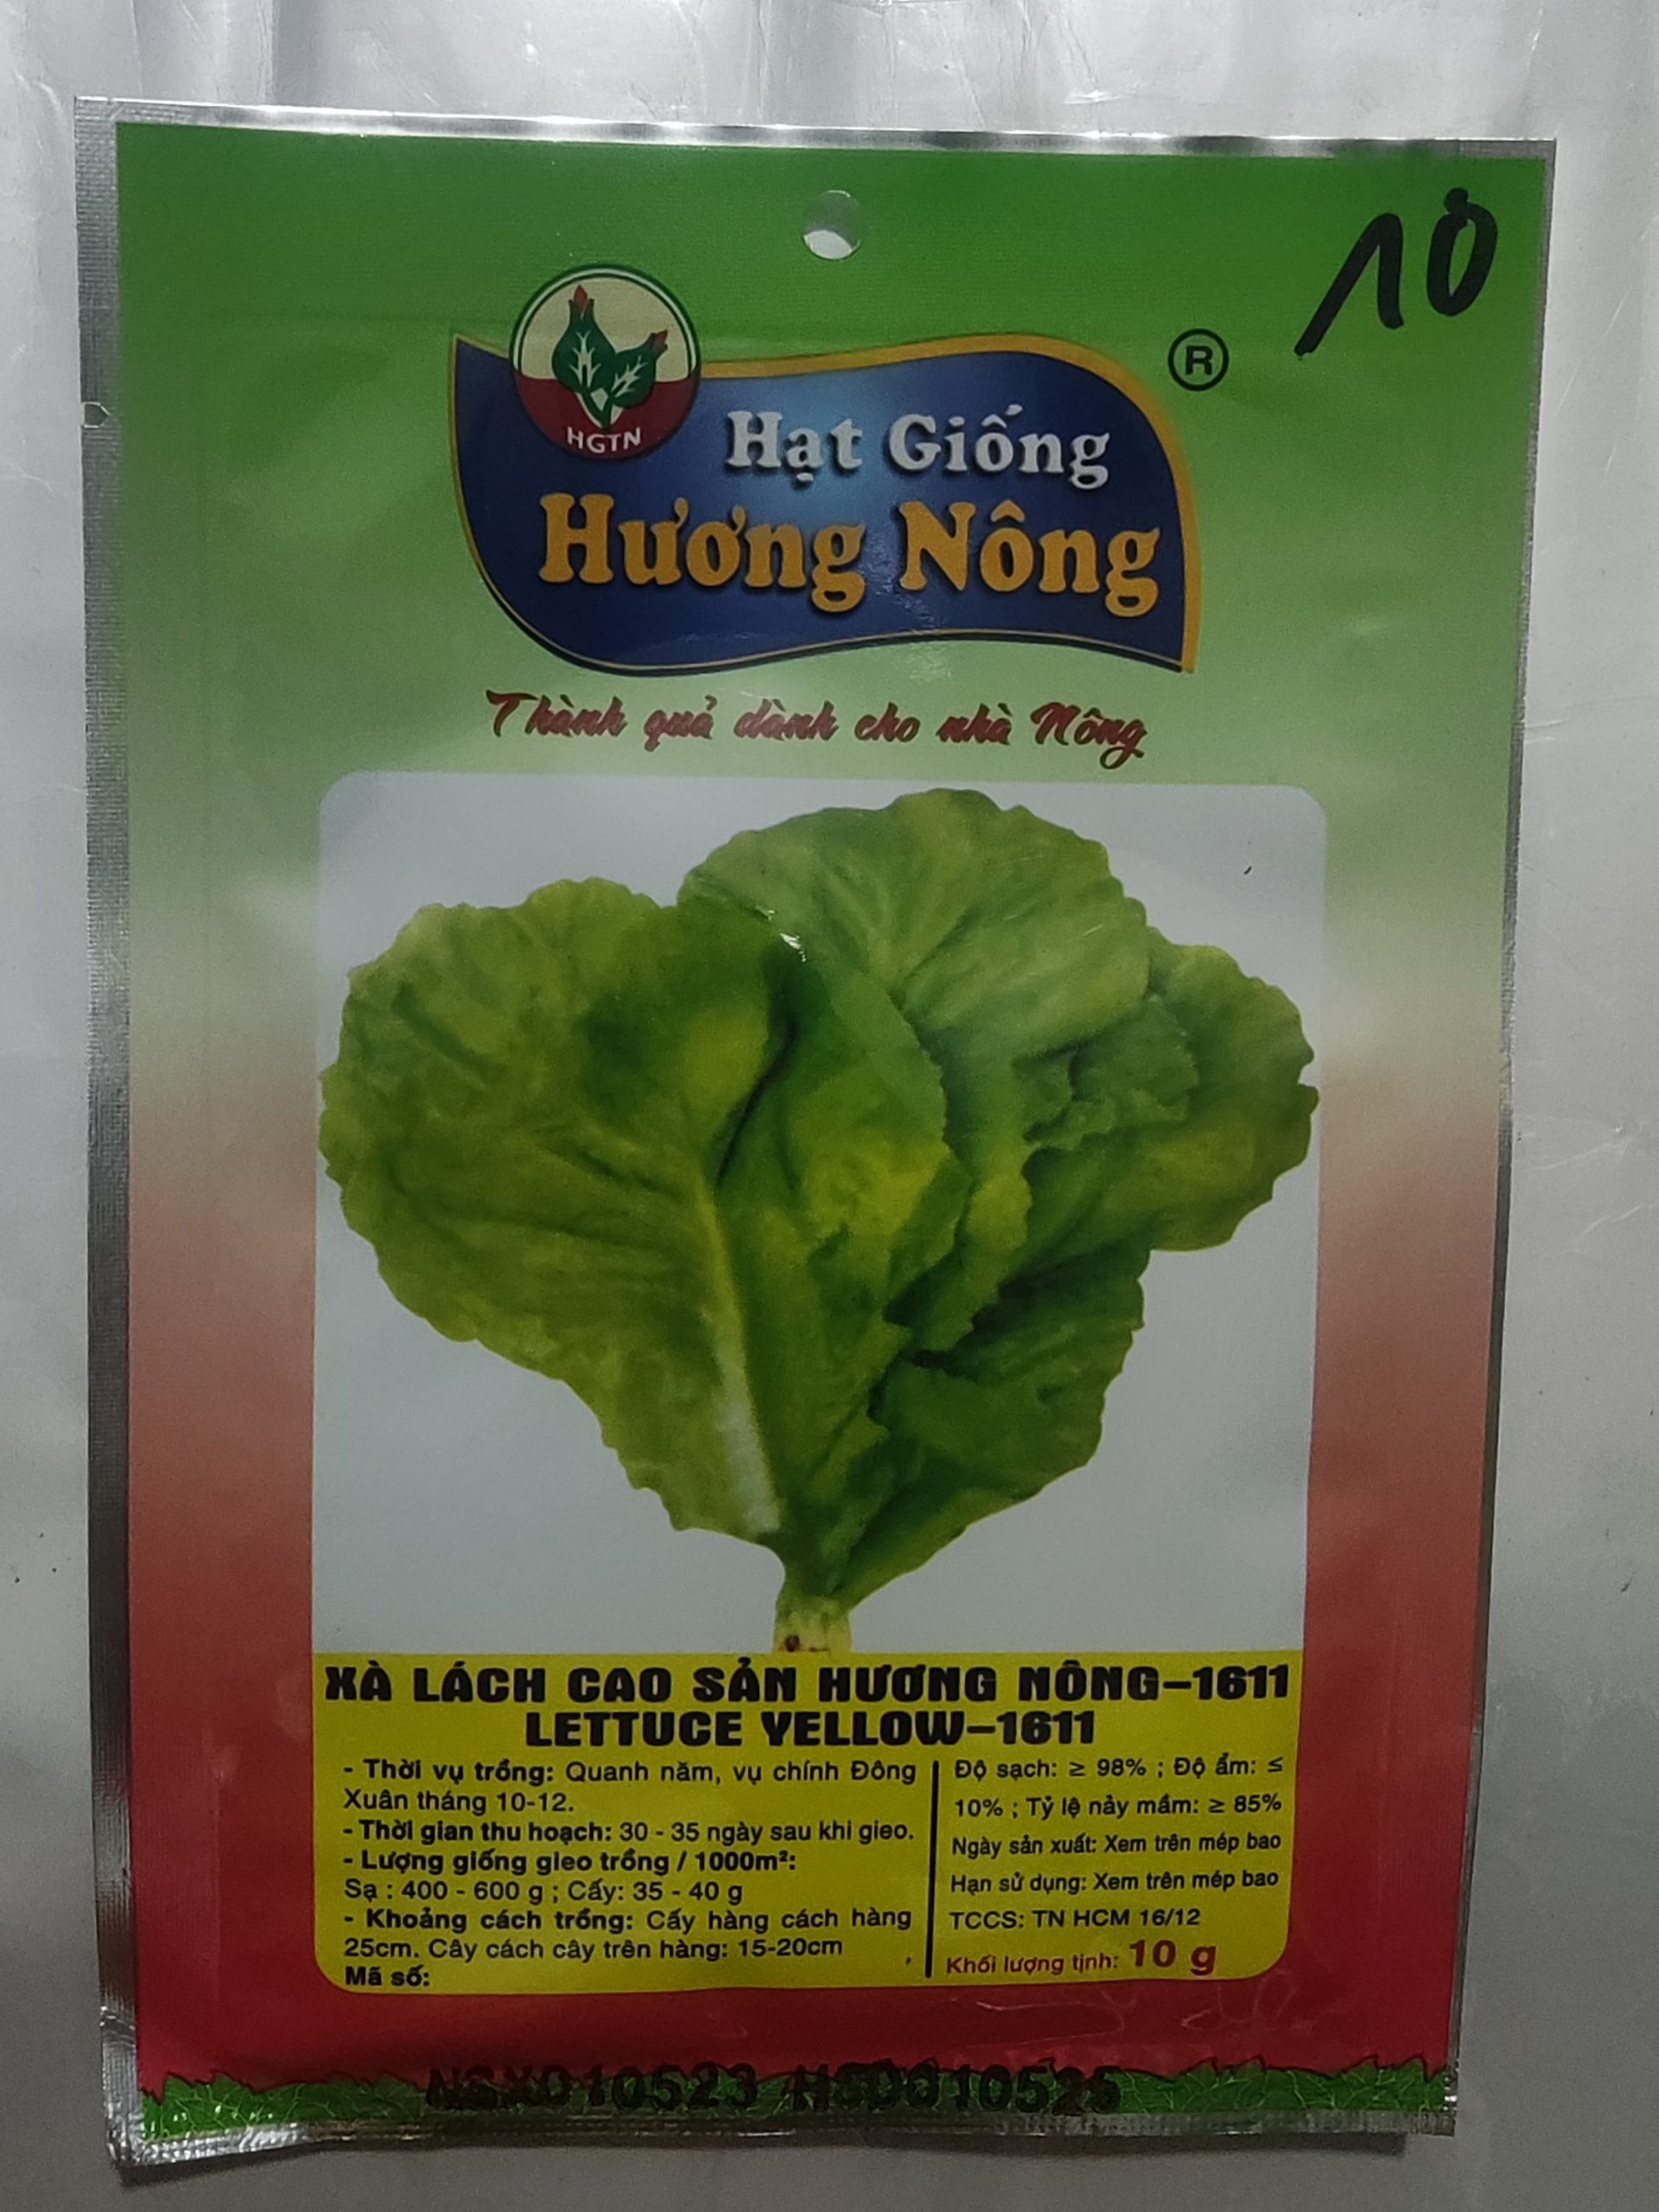 10
HGTN
®
Hạt Giống
Hương Nông
Thành quả dành cho nhà Nông
XÀ LÁCH CAO SẢN HƯƠNG NÔNG-1611
LETTUCE YELLOW-1611
- Thời vụ trồng: Quanh năm, vụ chính Đông
Xuân tháng 10-12.
- Thời gian thu hoạch: 30 - 35 ngày sau khi gieo.
- Lượng giống gieo trồng / 1000m²:
Sạ : 400 - 600 g ; Cấy: 35 - 40 g
- Khoảng cách trồng: Cấy hàng cách hàng
25cm. Cây cách cây trên hàng: 15-20cm
Mã số:
Độ sạch: ≥ 98% ; Độ ẩm: ≤
10% ; Tỷ lệ nảy mầm: ≥ 85%
Ngày sản xuất: Xem trên mép bao
Hạn sử dụng: Xem trên mép bao
TCCS: TN HCM 16/12
Khối lượng tịnh: 10 g
NSX010523 HSD010525